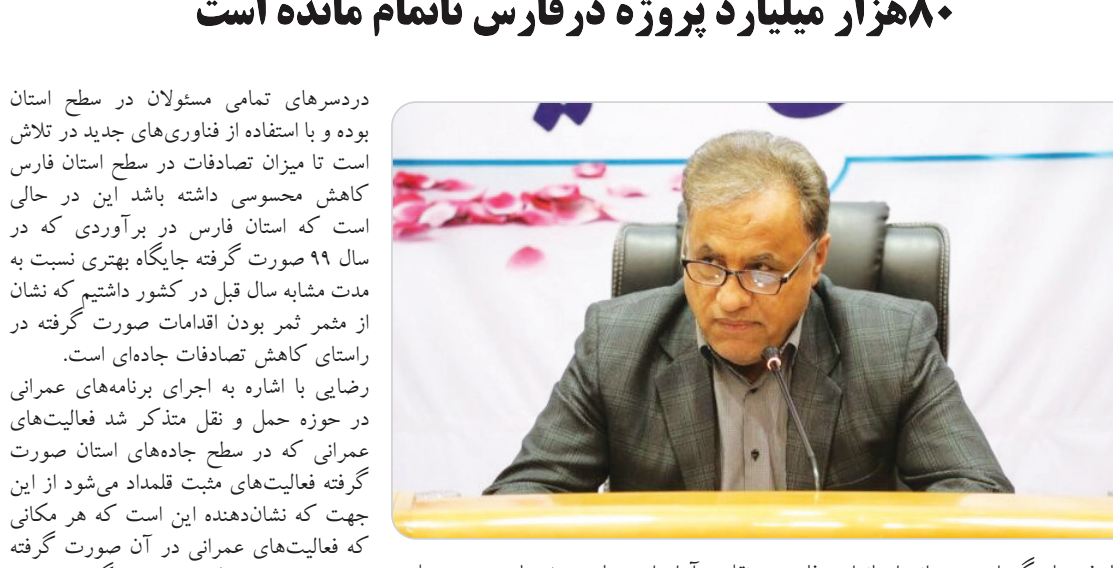 ۸۰هزار میلیارد پروژه درفارس ناتمام مانده است
دردسرهای تمامی مسئولان در سطح استان
بوده و با استفاده از فناوری‌های جدید در تلاش
است تا میزان تصادفات در سطح استان فارس
کاهش محسوسی داشته باشد این در حالی
است که استان فارس در برآوردی که در
سال ۹۹ صورت گرفته جایگاه بهتری نسبت به
مدت مشابه سال قبل در کشور داشتیم که نشان
از مثمر ثمر بودن اقدامات صورت گرفته در
راستای کاهش تصادفات جاده‌ای است.
رضایی با اشاره به اجرای برنامه‌های عمرانی
در حوزه حمل و نقل متذکر شد فعالیت‌های
عمرانی که در سطح جاده‌های استان صورت
گرفته فعالیت‌های مثبت قلمداد می‌شود از این
جهت که نشان‌دهنده این است که هر مکانی
که فعالیت‌های عمرانی در آن صورت گرفته